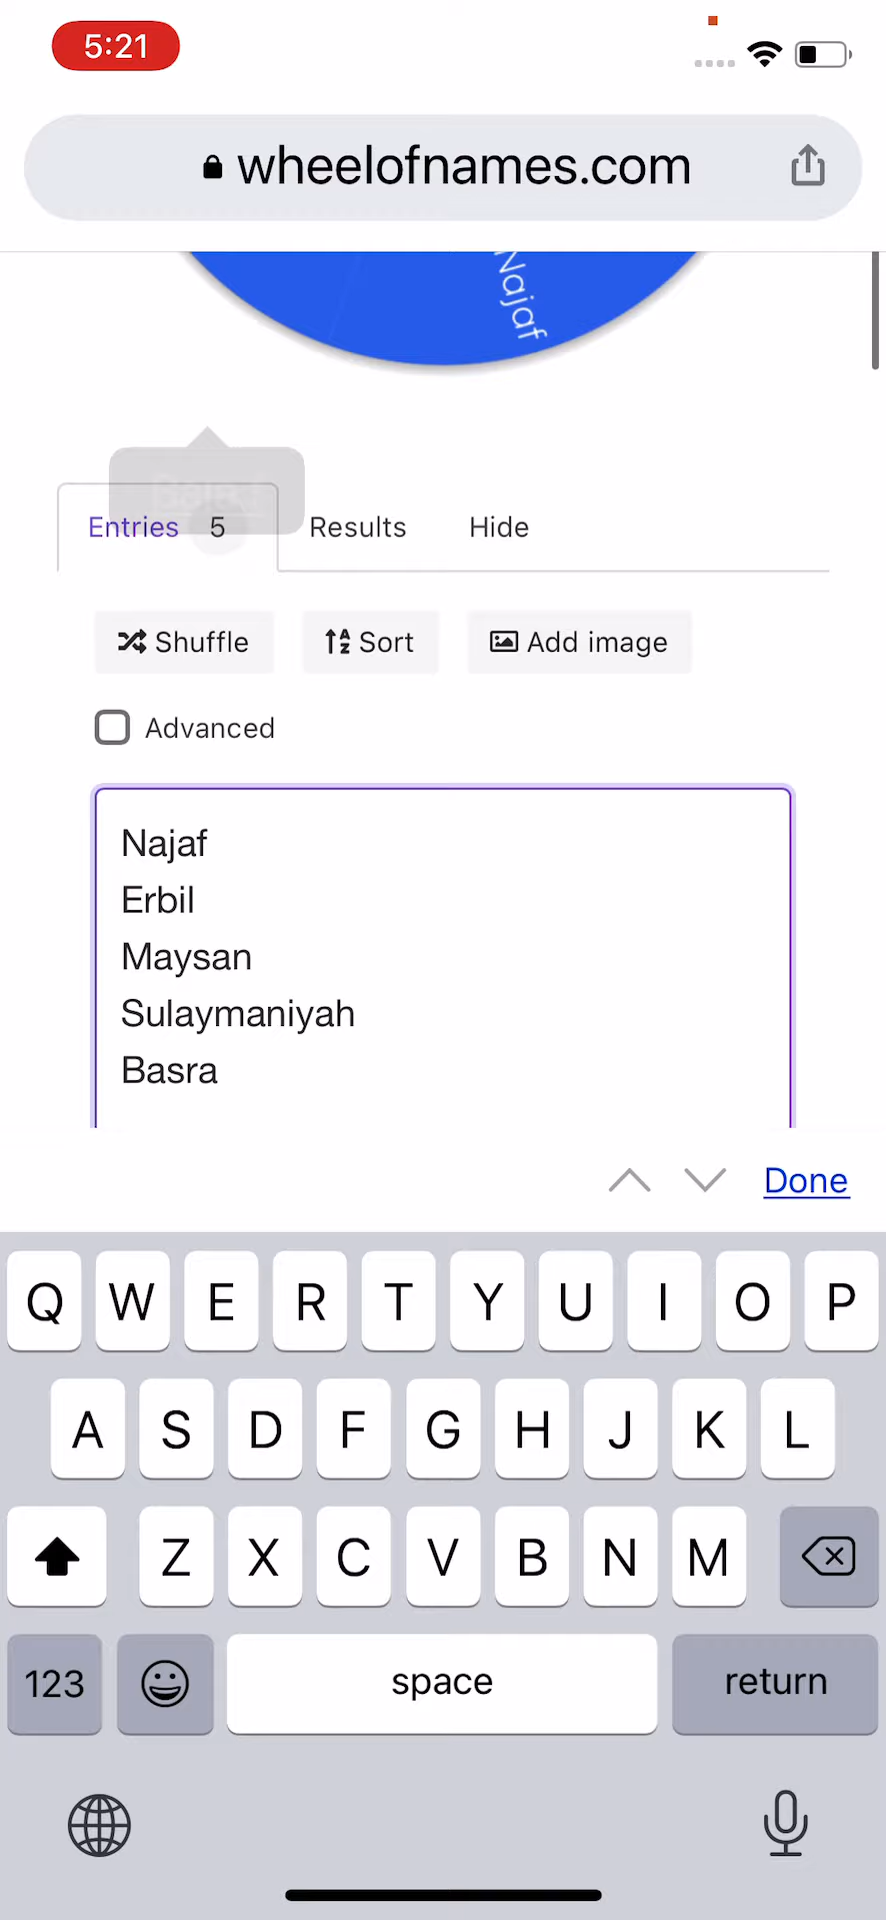 5:21
wheelofnames.com
Najaf
Entries 5 Results Hide
Shuffle Sort Add image
Advanced
Najaf
Erbil
Maysan
Sulaymaniyah
Basra
Done
Q W E R T Y U I O P
A S D F G H J K L
Z X C V B N M
123 space return